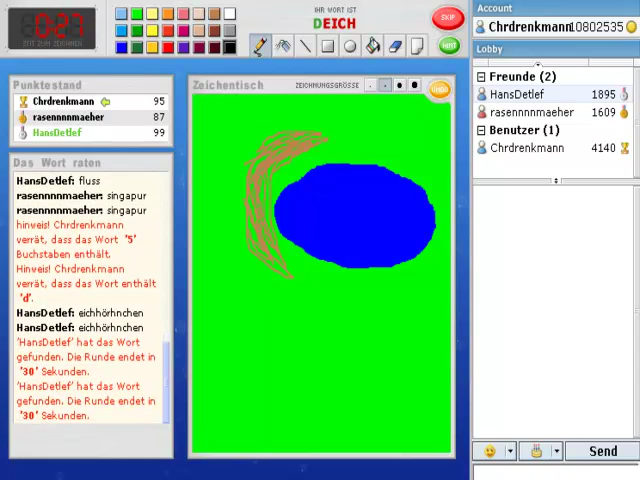 0:27
ZEIT ZUM ZEICHNEN
IHR WORT IST
DEICH
SKIP
HINT
Account
Chrdrenkmann 10802535
Lobby
Punktestand
Chrdrenkmann 95
rasennnnmaeher 87
HansDetlef 99
Das Wort raten
HansDetlef: fluss
rasennnnmaeher: singapur
rasennnnmaeher: singapur
hinweis! Chrdrenkmann
verrät, dass das Wort '5'
Buchstaben enthält.
Hinweis! Chrdrenkmann
verrät, dass das Wort enthält
'd'.
HansDetlef: eichhörhnchen
HansDetlef: eichhörhnchen
'HansDetlef' hat das Wort
gefunden. Die Runde endet in
'30' Sekunden.
'HansDetlef' hat das Wort
gefunden. Die Runde endet in
'30' Sekunden.
Zeichentisch
ZEICHNUNGSGRÖSSE
UNDO
Freunde (2)
HansDetlef 1895
rasennnnmaeher 1609
Benutzer (1)
Chrdrenkmann 4140
Send